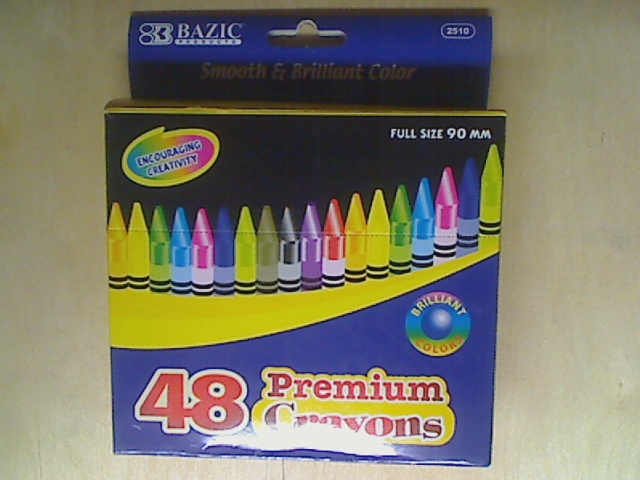 BAZIC
PRODUCTS
2510
Smooth & Brilliant Color
FULL SIZE 90 MM
ENCOURAGING
CREATIVITY
BRILLIANT
COLORS
48 Premium
Crayons